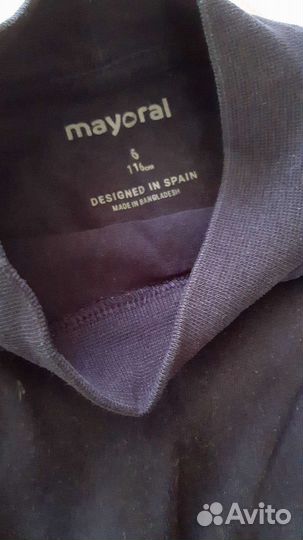 mayoral
6
116cm
DESIGNED IN SPAIN
MADE IN BANGLADESH
Avito